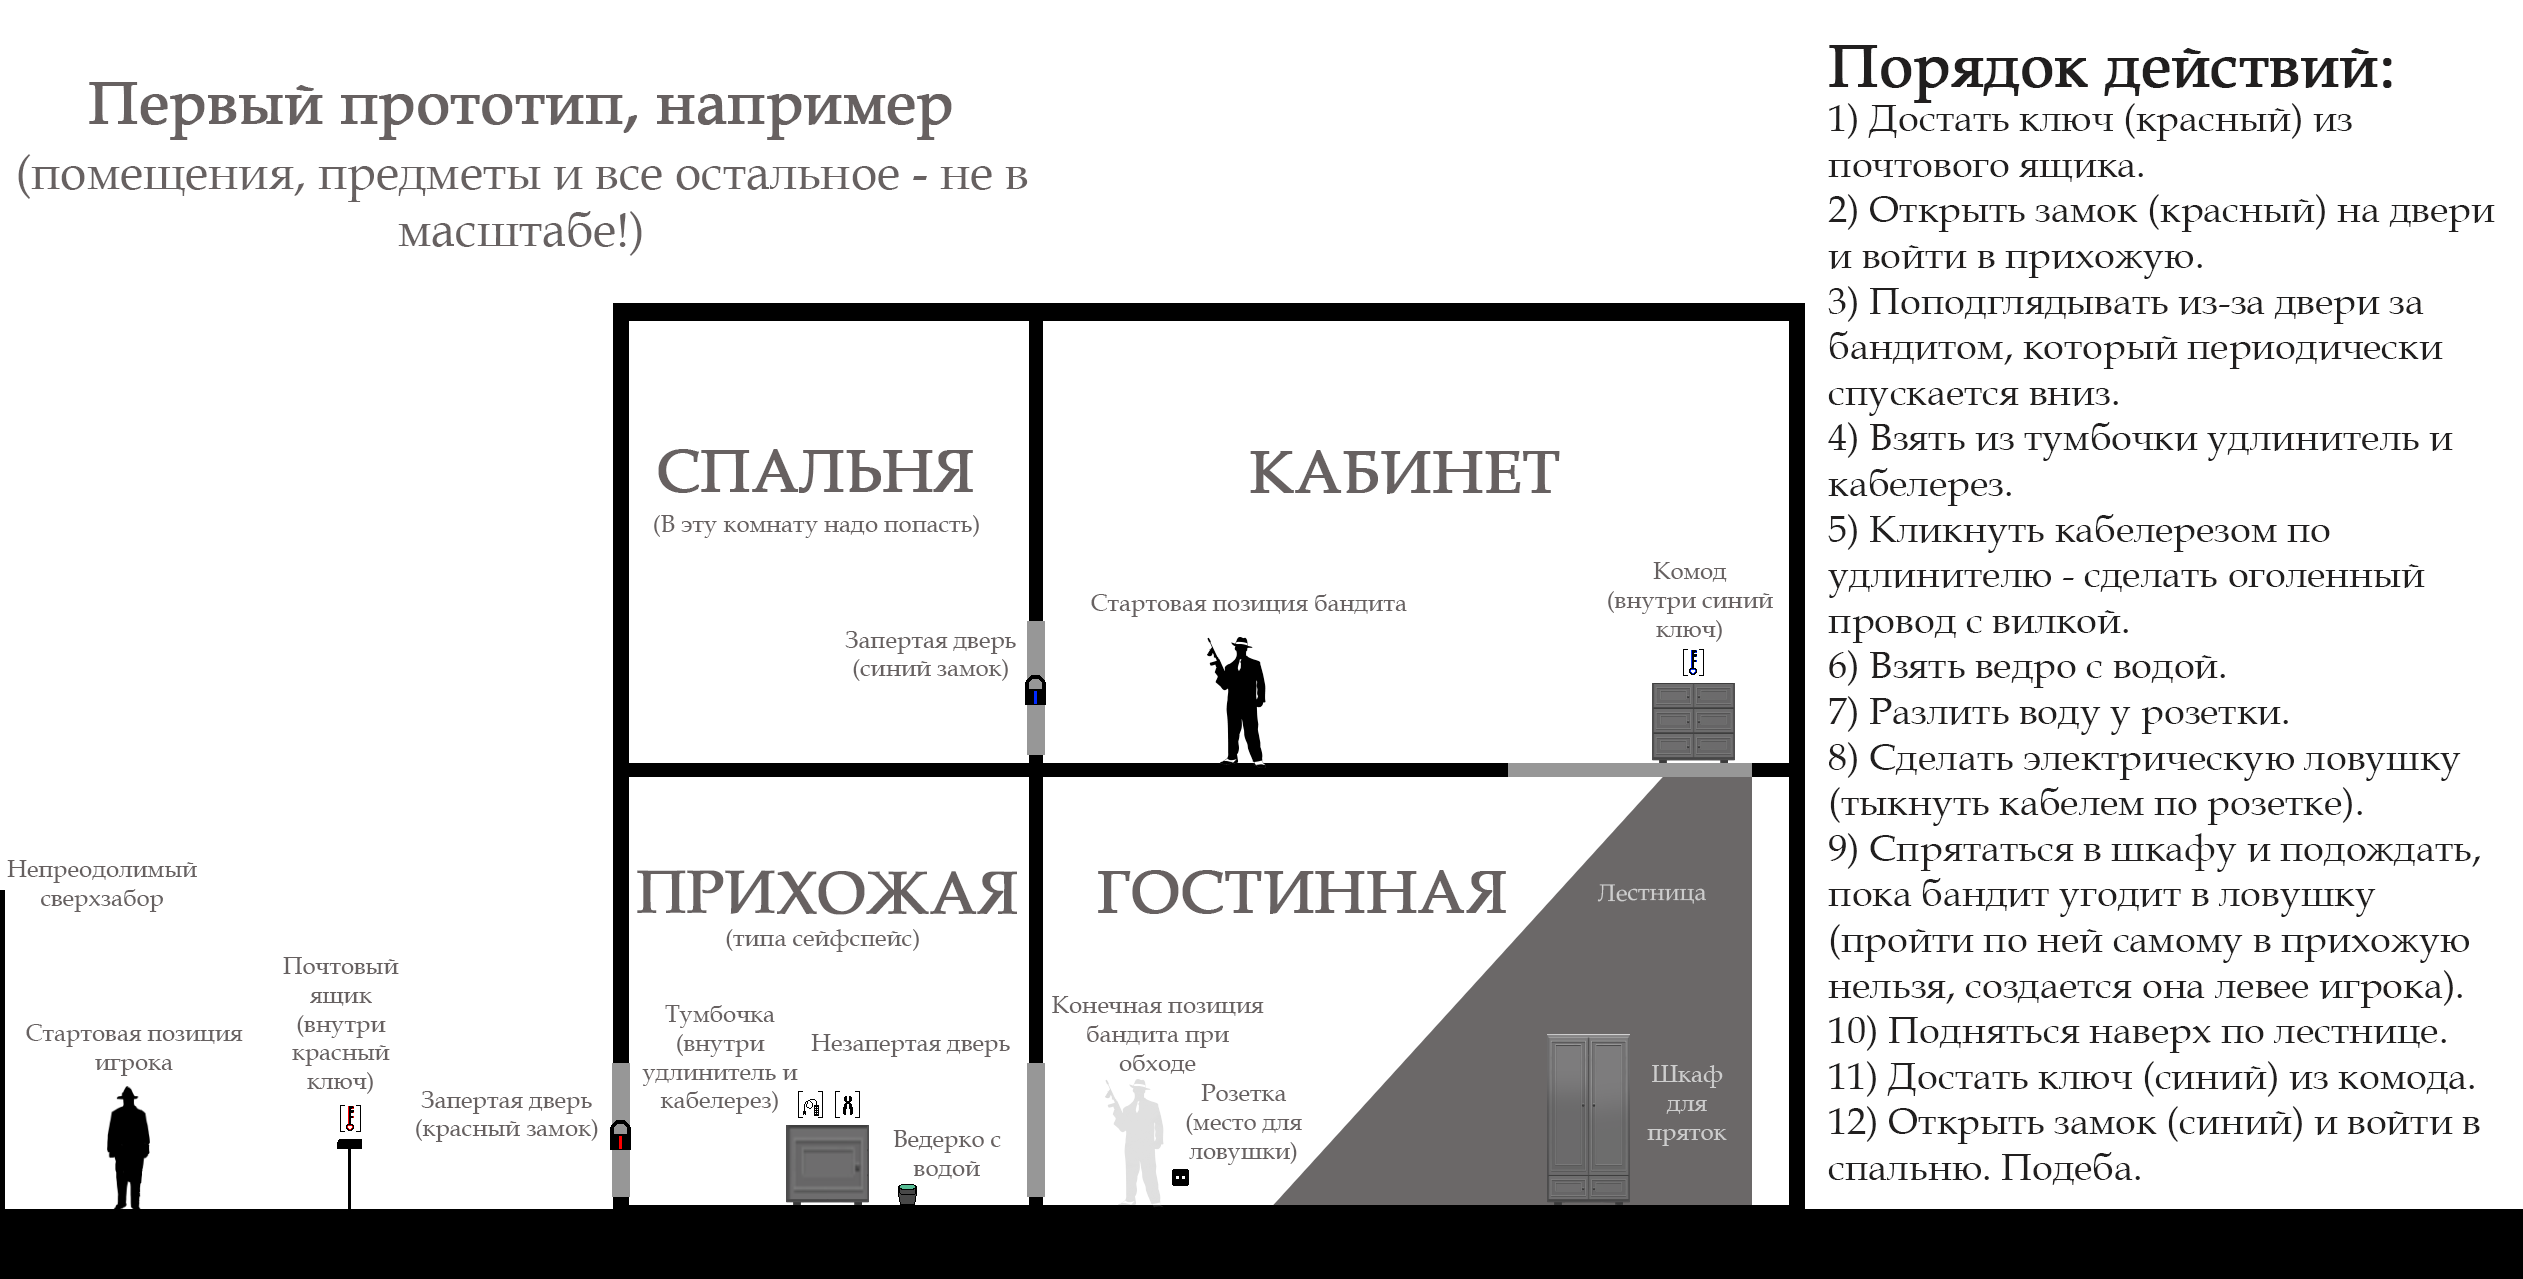 Первый прототип, например
(помещения, предметы и все остальное - не в
масштабе!)
СПАЛЬНЯ
(В эту комнату надо попасть)
КАБИНЕТ
Стартовая позиция бандита
Комод
(внутри синий
ключ)
Запертая дверь
(синий замок)
ПРИХОЖАЯ
(типа сейфспейс)
ГОСТИННАЯ
Лестница
Непреодолимый
сверхзабор
Стартовая позиция
игрока
Почтовый
ящик
(внутри
красный
ключ)
Запертая дверь
(красный замок)
Тумбочка
(внутри
удлинитель и
кабелерез)
Незапертая дверь
Ведерко с
водой
Конечная позиция
бандита при
обходе
Розетка
(место для
ловушки)
Шкаф
для
пряток
Порядок действий:
1) Достать ключ (красный) из
почтового ящика.
2) Открыть замок (красный) на двери
и войти в прихожую.
3) Поподглядывать из-за двери за
бандитом, который периодически
спускается вниз.
4) Взять из тумбочки удлинитель и
кабелерез.
5) Кликнуть кабелерезом по
удлинителю - сделать оголенный
провод с вилкой.
6) Взять ведро с водой.
7) Разлить воду у розетки.
8) Сделать электрическую ловушку
(тыкнуть кабелем по розетке).
9) Спрятаться в шкафу и подождать,
пока бандит угодит в ловушку
(пройти по ней самому в прихожую
нельзя, создается она левее игрока).
10) Подняться наверх по лестнице.
11) Достать ключ (синий) из комода.
12) Открыть замок (синий) и войти в
спальню. Подеба.